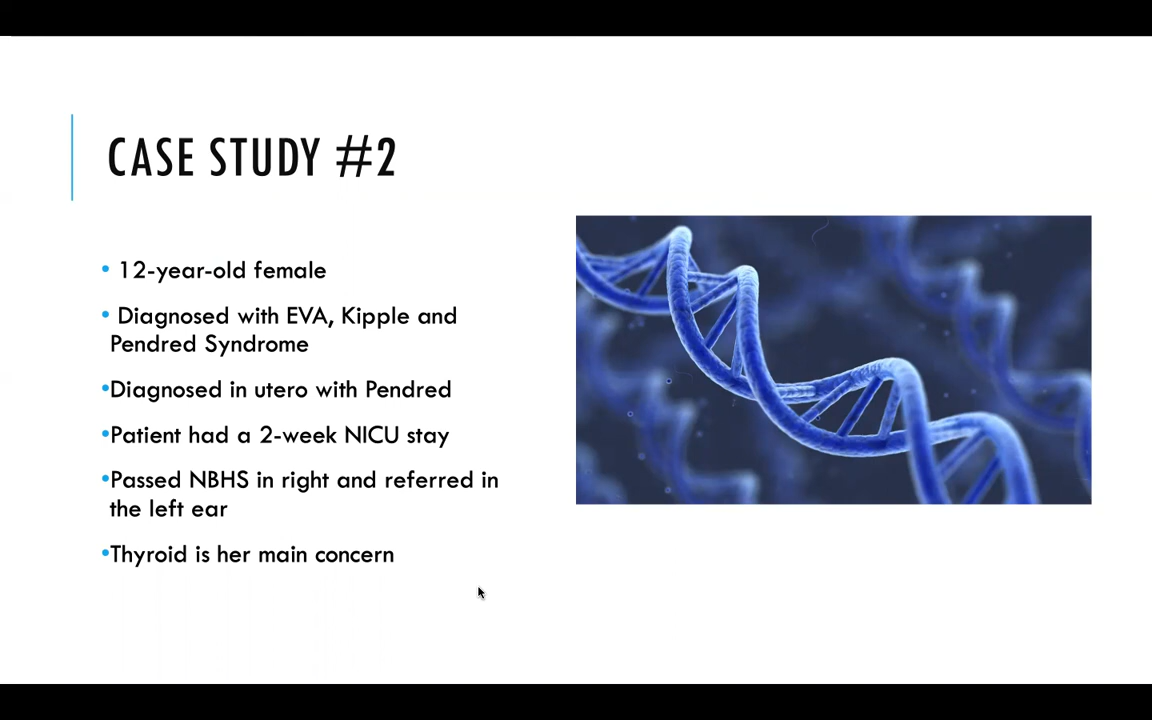 CASE STUDY #2
• 12-year-old female
• Diagnosed with EVA, Kipple and
Pendred Syndrome
•Diagnosed in utero with Pendred
•Patient had a 2-week NICU stay
•Passed NBHS in right and referred in
the left ear
•Thyroid is her main concern